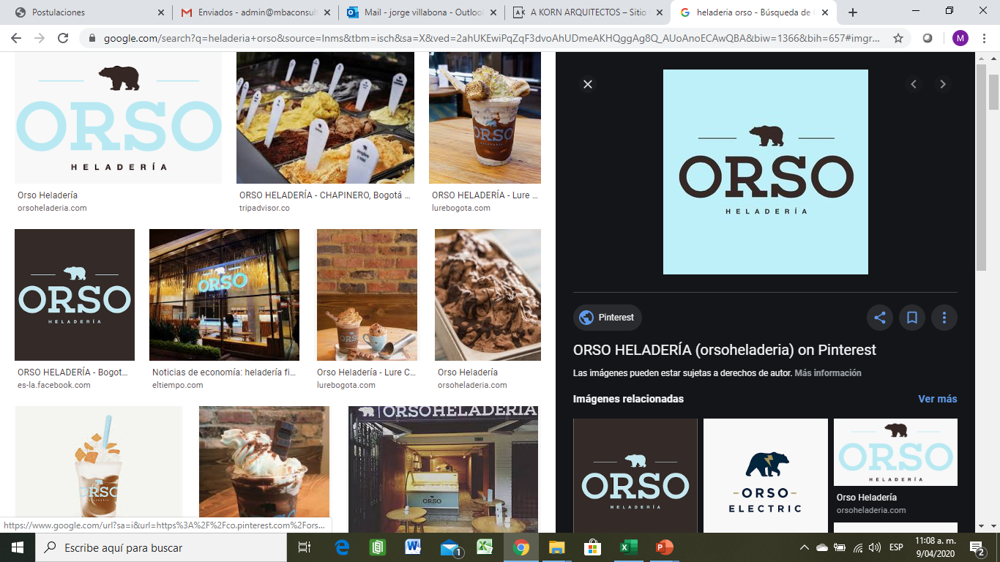 Postulaciones
Enviados - admin@mbaconsul
Mail - jorge villabona - Outloo
A KORN ARQUITECTOS – Sitio
heladeria orso - Búsqueda de
google.com/search?q=heladeria+orso&source=lnms&tbm=isch&sa=X&ved=2ahUKEwiPqZqF3dvoAhUDmeAKHQggAg8Q_AUoAnoECAwQBA&biw=1366&bih=657#imgr...
M
ORSO
HELADERÍA
Orso Heladería
orsoheladeria.com
ORSO HELADERÍA - CHAPINERO, Bogotá ...
tripadvisor.co
ORSO
ORSO HELADERÍA - Lure ...
lurebogota.com
ORSO
HELADERÍA
ORSO HELADERÍA - Bogot...
es-la.facebook.com
ORSO
Noticias de economía: heladería fi...
eltiempo.com
ORSO
Orso Heladería - Lure C...
lurebogota.com
Orso Heladería
orsoheladeria.com
ORSO
HELADERÍA
ORSOHELADERÍA
ORSO
https://www.google.com/url?sa=i&url=https%3A%2F%2Fco.pinterest.com%2Fors...
ORSO
HELADERÍA
Pinterest
ORSO HELADERÍA (orsoheladeria) on Pinterest
Las imágenes pueden estar sujetas a derechos de autor. Más información
Imágenes relacionadas
Ver más
ORSO
HELADERÍA
ORSO
ELECTRIC
ORSO
HELADERÍA
Orso Heladería
orsoheladeria.com
Escribe aquí para buscar
1
ESP
11:08 a. m.
9/04/2020
2